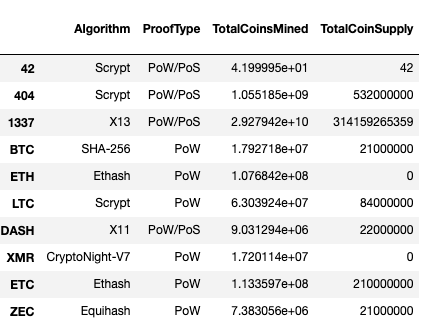 Algorithm ProofType TotalCoinsMined TotalCoinSupply
42 Scrypt PoW/PoS 4.199995e+01 42
404 Scrypt PoW/PoS 1.055185e+09 532000000
1337 X13 PoW/PoS 2.927942e+10 314159265359
BTC SHA-256 PoW 1.792718e+07 21000000
ETH Ethash PoW 1.076842e+08 0
LTC Scrypt PoW 6.303924e+07 84000000
DASH X11 PoW/PoS 9.031294e+06 22000000
XMR CryptoNight-V7 PoW 1.720114e+07 0
ETC Ethash PoW 1.133597e+08 210000000
ZEC Equihash PoW 7.383056e+06 21000000